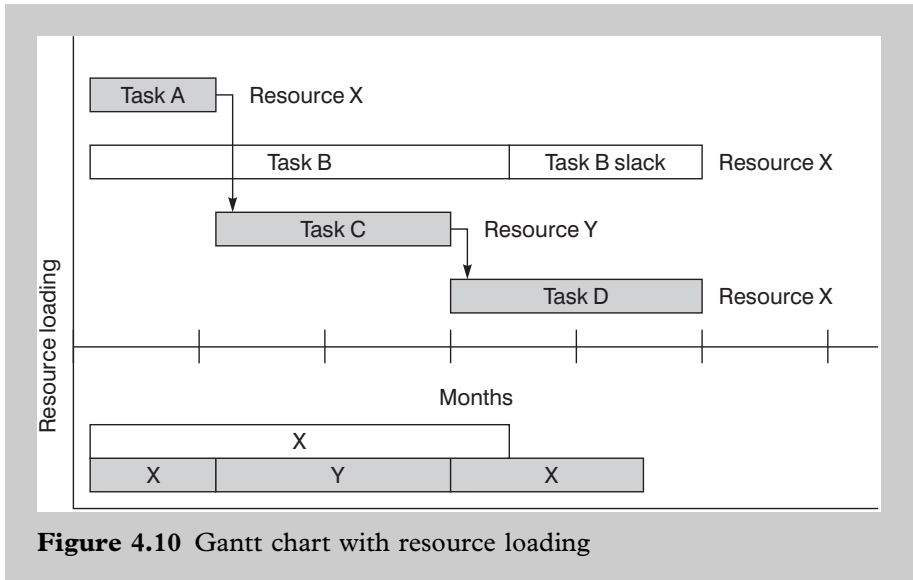 Task A Resource X
Task B Task B slack Resource X
Task C Resource Y
Task D Resource X
Resource loading
Months
X
X Y X
Figure 4.10 Gantt chart with resource loading